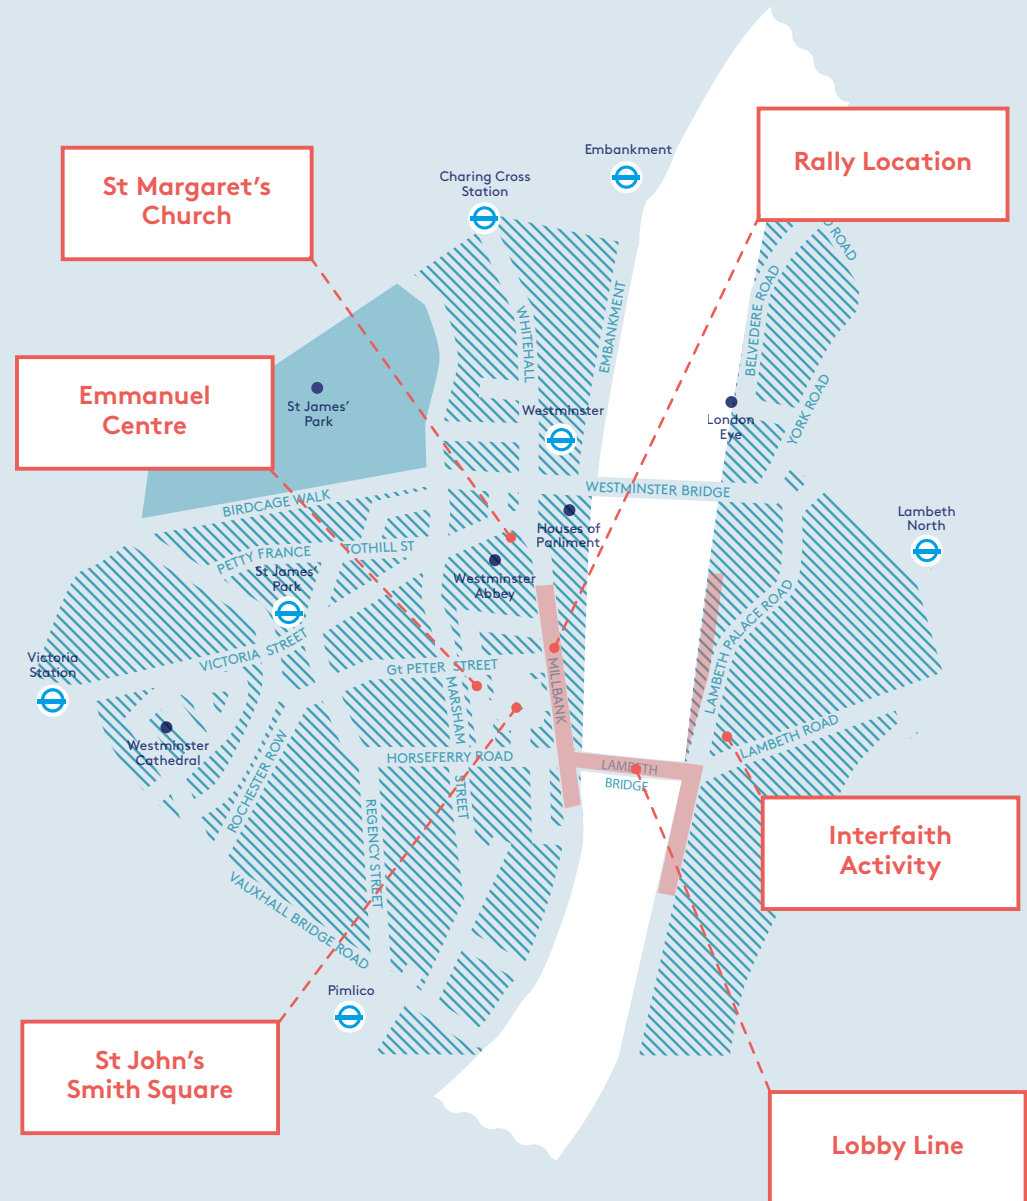 Embankment
Rally Location
Charing Cross
Station
St Margaret's
Church
ROAD
EMBANKMENT
BELVEDERE ROAD
WHITEHALL
Emmanuel
Centre
St James'
Park
Westminster
London
Eye
YORK ROAD
WESTMINSTER BRIDGE
BIRDCAGE WALK
Lambeth
North
Houses of
Parliment
PETTY FRANCE
TOTHILL ST
St James'
Park
Westminster
Abbey
LAMBETH PALACE ROAD
VICTORIA STREET
Victoria
Station
Gt PETER STREET
MILLBANK
MARSHAM
STREET
Westminster
Cathedral
LAMBETH ROAD
HORSEFERRY ROAD
LAMBETH
BRIDGE
ROCHESTER ROW
REGENCY STREET
Interfaith
Activity
VAUXHALL BRIDGE ROAD
Pimlico
St John's
Smith Square
Lobby Line